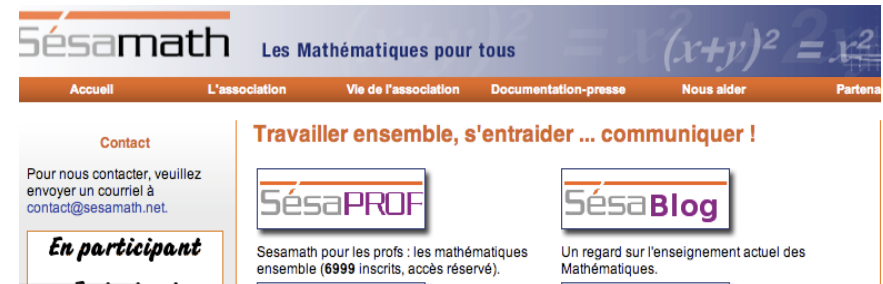 Sésamath
Les Mathématiques pour tous
(x+y)² = x²
Accueil L'association Vie de l'association Documentation-presse Nous aider Partena
Contact
Pour nous contacter, veuillez
envoyer un courriel à
contact@sesamath.net.
En participant
Travailler ensemble, s'entraider ... communiquer !
SésaPROF
Sesamath pour les profs : les mathématiques
ensemble (6999 inscrits, accès réservé).
SésaBlog
Un regard sur l'enseignement actuel des
Mathématiques.